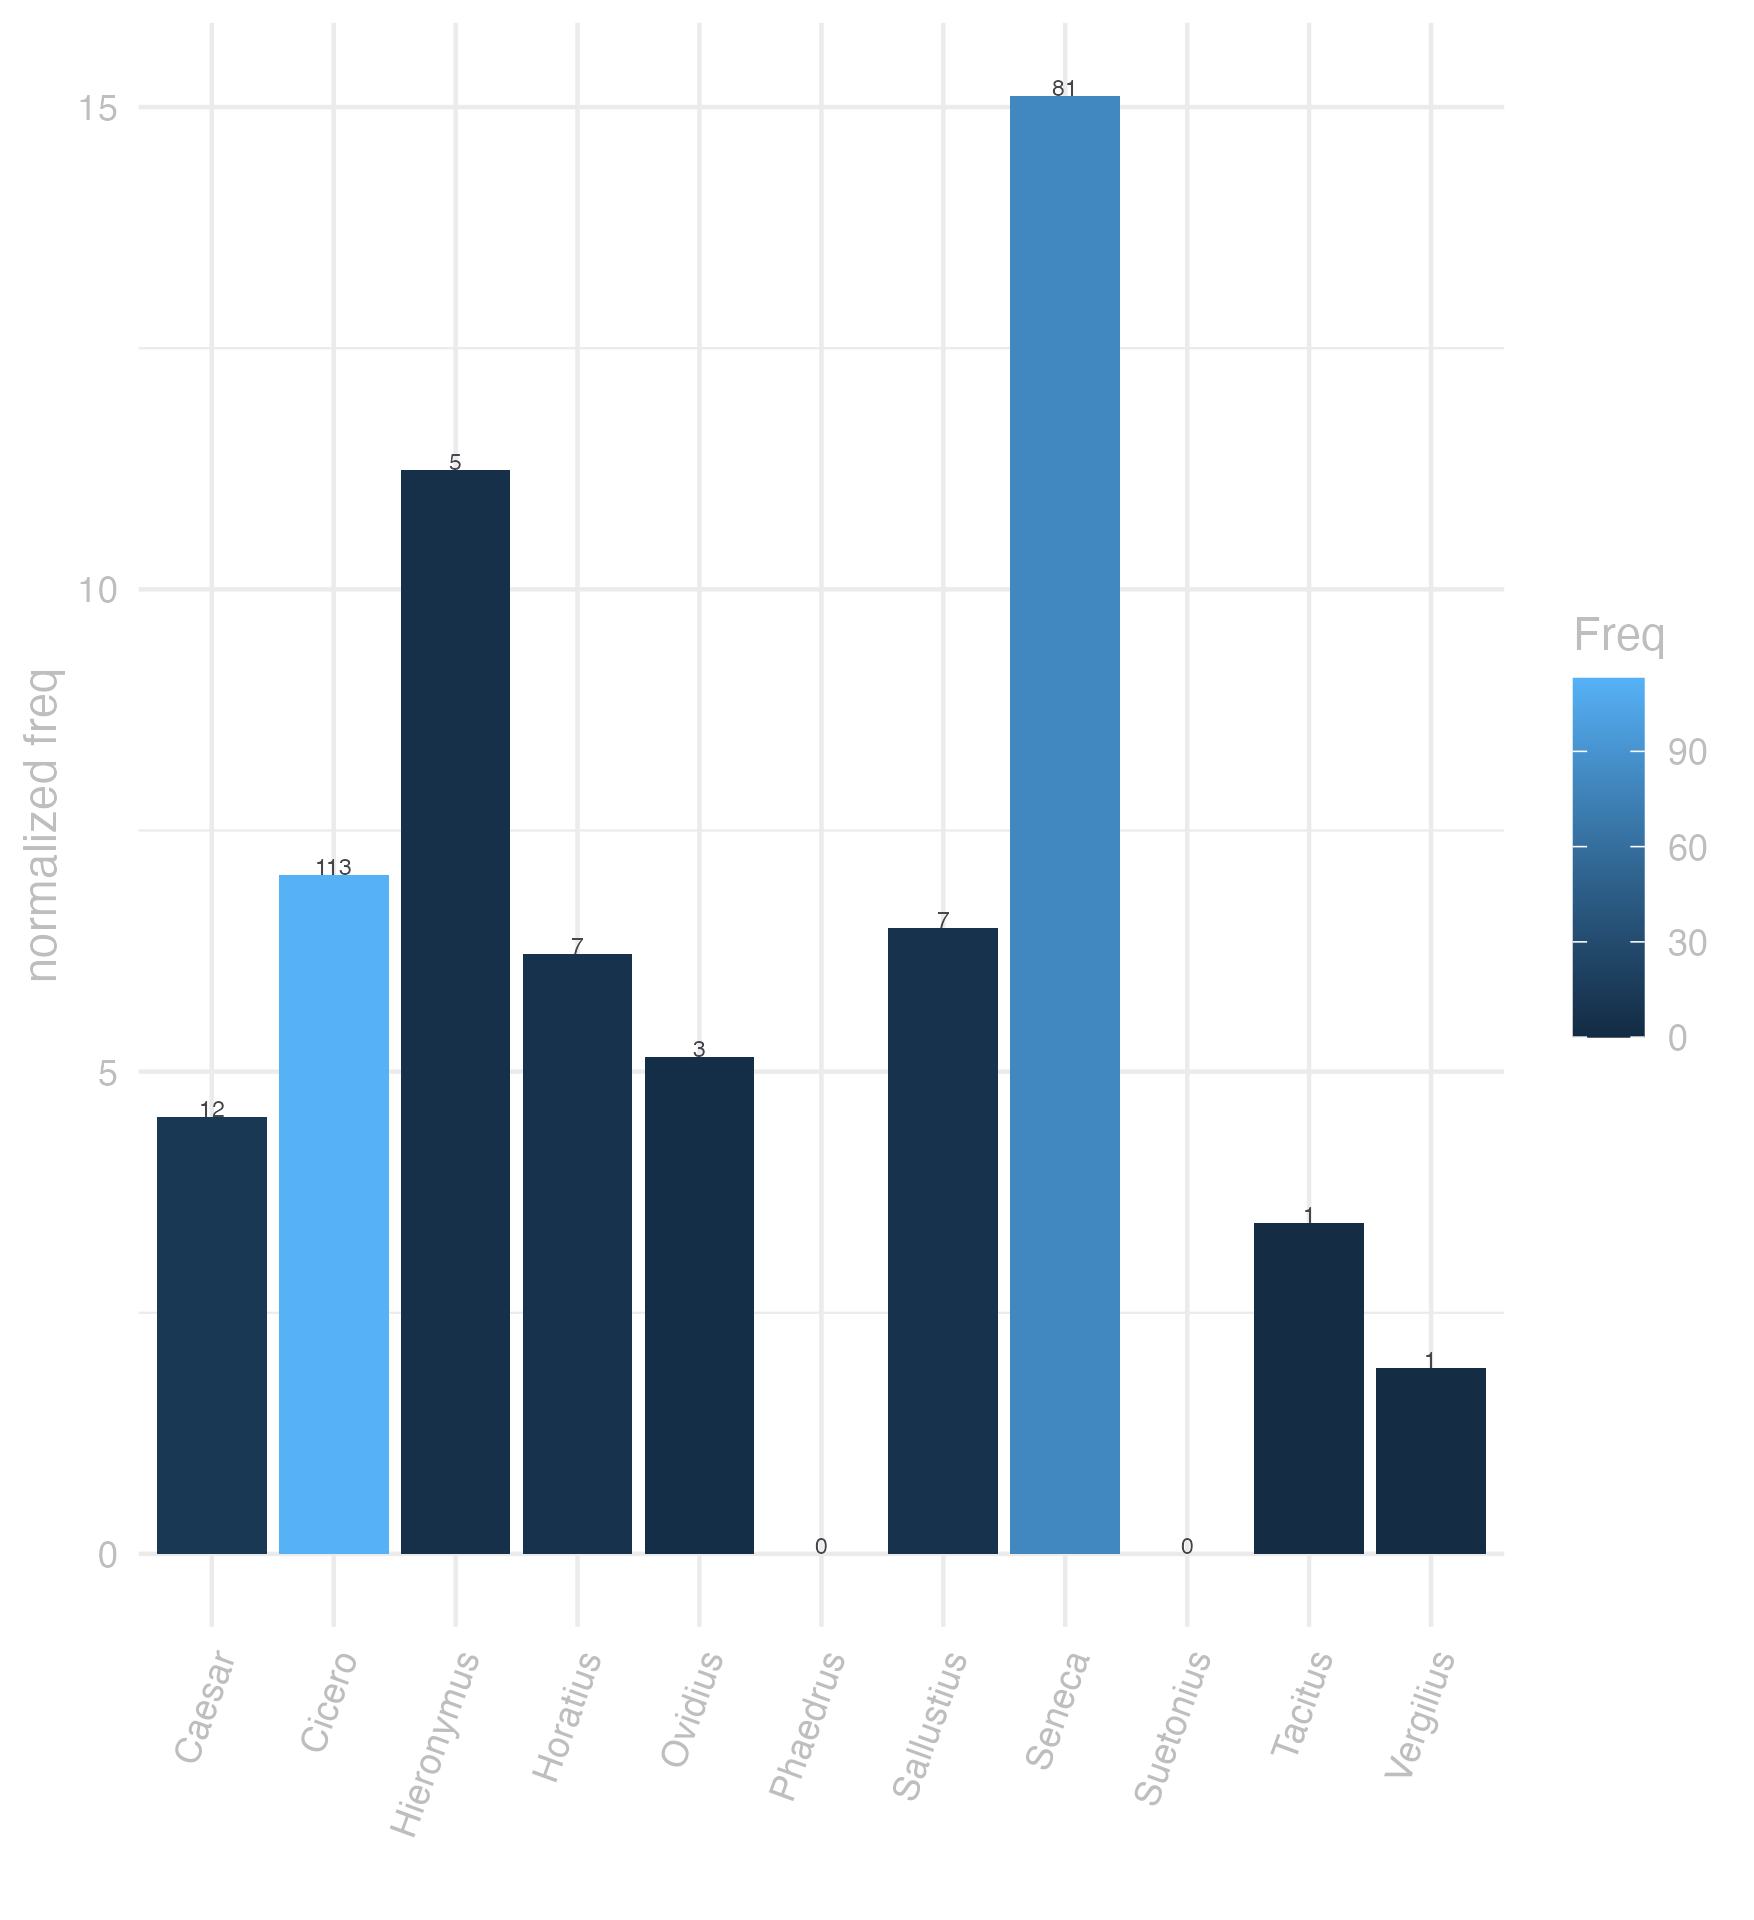 15
10
5
0
normalized freq
12
113
5
7
3
0
7
81
0
1
1
Caesar
Cicero
Hieronymus
Horatius
Ovidius
Phaedrus
Sallustius
Seneca
Suetonius
Tacitus
Vergilius
Freq
90
60
30
0